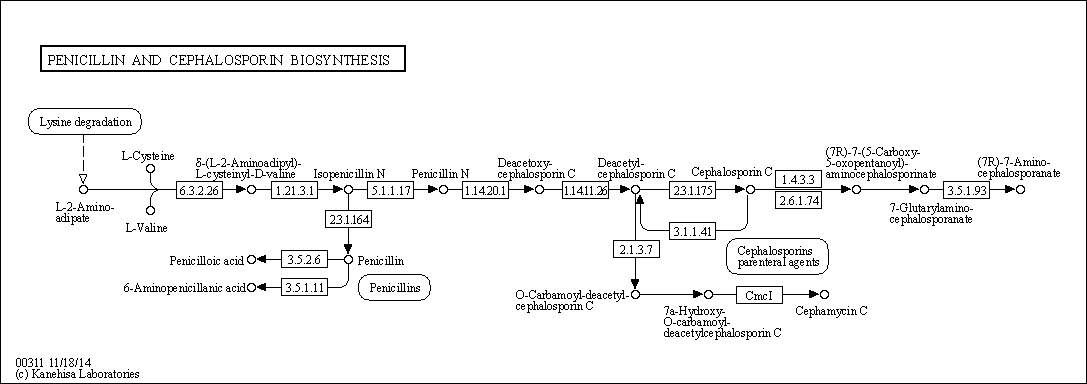 PENICILLIN AND CEPHALOSPORIN BIOSYNTHESIS
Lysine degradation
L-Cysteine
L-2-Amino-
adipate
L-Valine
6.3.2.26
δ-(L-2-Aminoadipyl)-
L-cysteinyl-D-valine
1.21.3.1
Isopenicillin N
5.1.1.17
Penicillin N
1.14.20.1
Deacetoxy-
cephalosporin C
1.14.11.26
Deacetyl-
cephalosporin C
2.3.1.175
Cephalosporin C
1.4.3.3
2.6.1.74
(7R)-7-(5-Carboxy-
5-oxopentanoyl)-
aminocephalosporinate
7-Glutarylamino-
cephalosporanate
3.5.1.93
(7R)-7-Amino-
cephalosporanate
2.3.1.164
3.1.1.41
2.1.3.7
Cephalosporins
parenteral agents
Penicilloic acid
3.5.2.6
Penicillin
6-Aminopenicillanic acid
3.5.1.11
Penicillins
O-Carbamoyl-deacetyl-
cephalosporin C
7a-Hydroxy-
O-carbamoyl-
deacetylcephalosporin C
CmcI
Cephamycin C
00311 11/18/14
(c) Kanehisa Laboratories